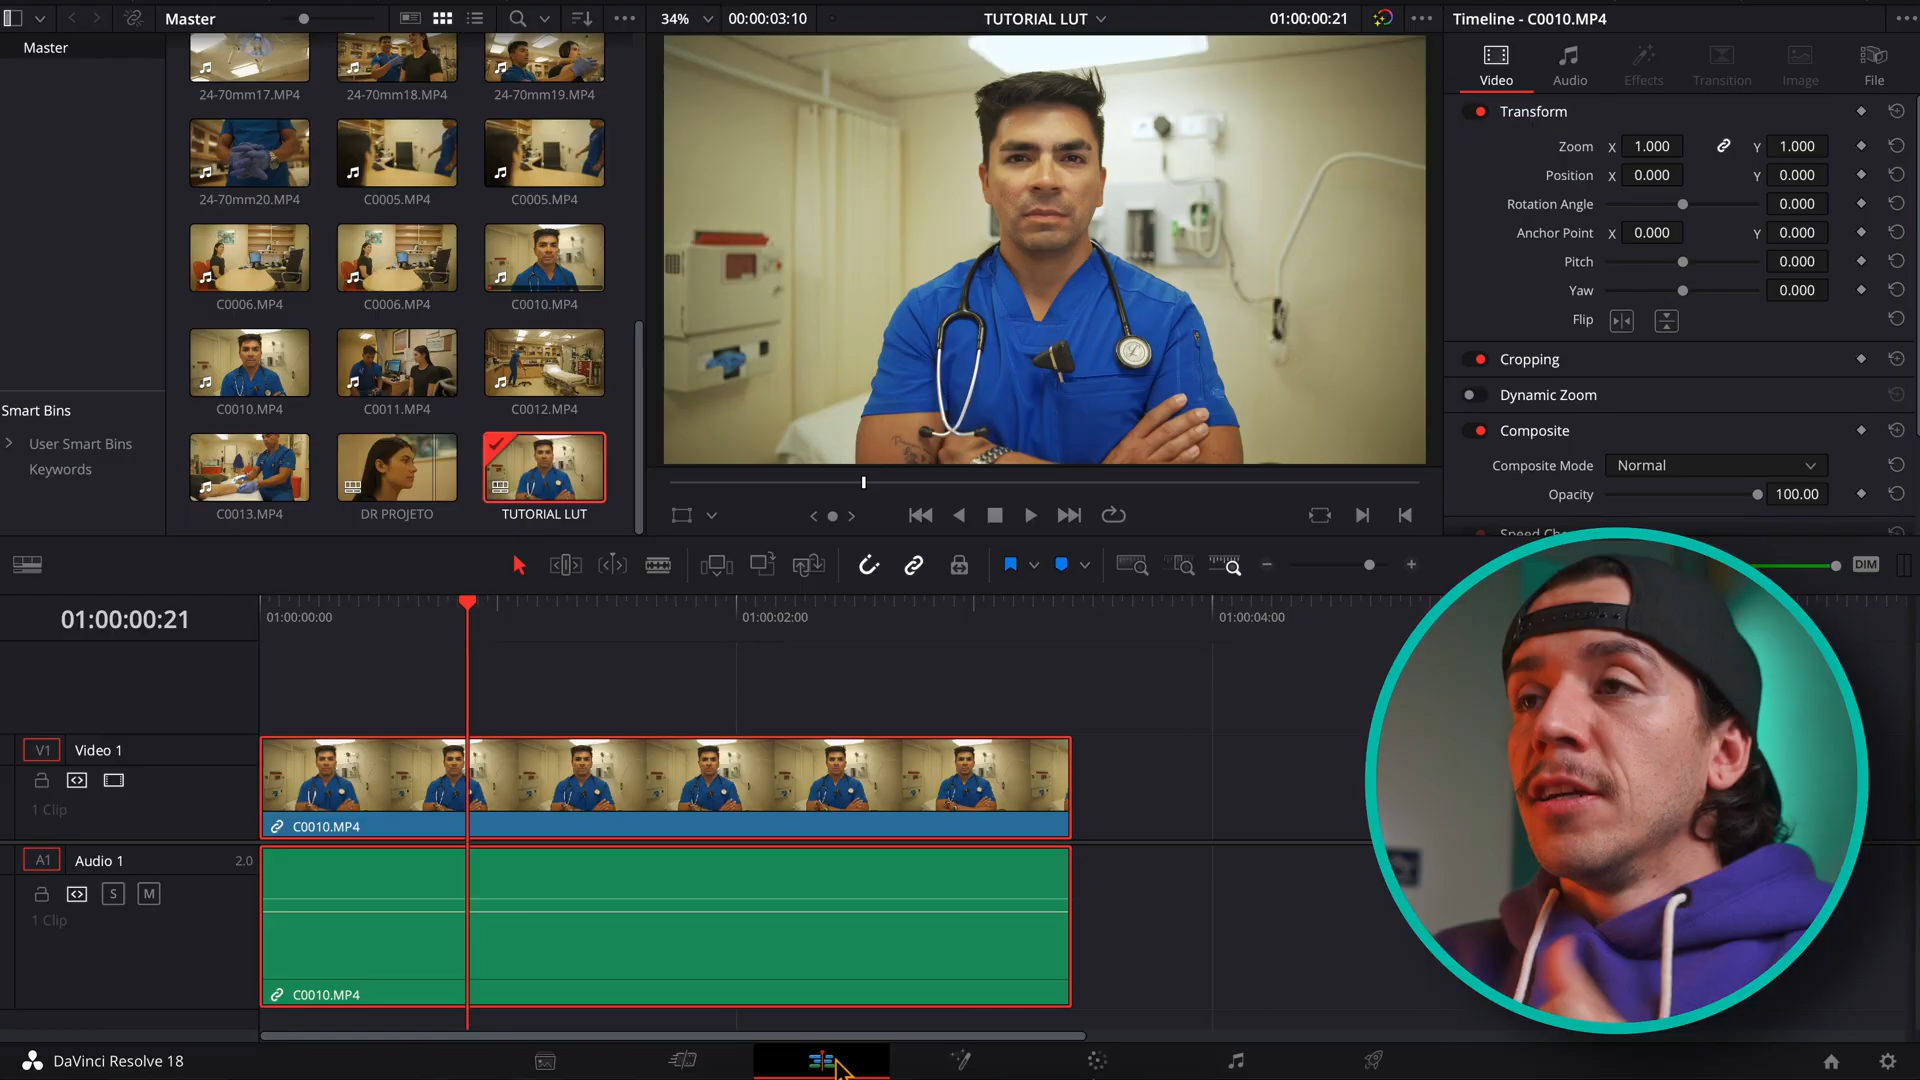 Master
34%
00:00:03:10
TUTORIAL LUT
01:00:00:21
Timeline - C0010.MP4
Master
24-70mm17.MP4
24-70mm18.MP4
24-70mm19.MP4
24-70mm20.MP4
C0005.MP4
C0005.MP4
C0006.MP4
C0006.MP4
C0010.MP4
C0010.MP4
C0011.MP4
C0012.MP4
C0013.MP4
DR PROJETO
TUTORIAL LUT
Smart Bins
User Smart Bins
Keywords
Video
Audio
Effects
Transition
Image
File
Transform
Zoom X 1.000 Y 1.000
Position X 0.000 Y 0.000
Rotation Angle 0.000
Anchor Point X 0.000 Y 0.000
Pitch 0.000
Yaw 0.000
Flip
Cropping
Dynamic Zoom
Composite
Composite Mode Normal
Opacity 100.00
DIM
01:00:00:21
01:00:00:00
01:00:02:00
01:00:04:00
V1 Video 1
1 Clip
C0010.MP4
A1 Audio 1 2.0
S M
1 Clip
C0010.MP4
DaVinci Resolve 18